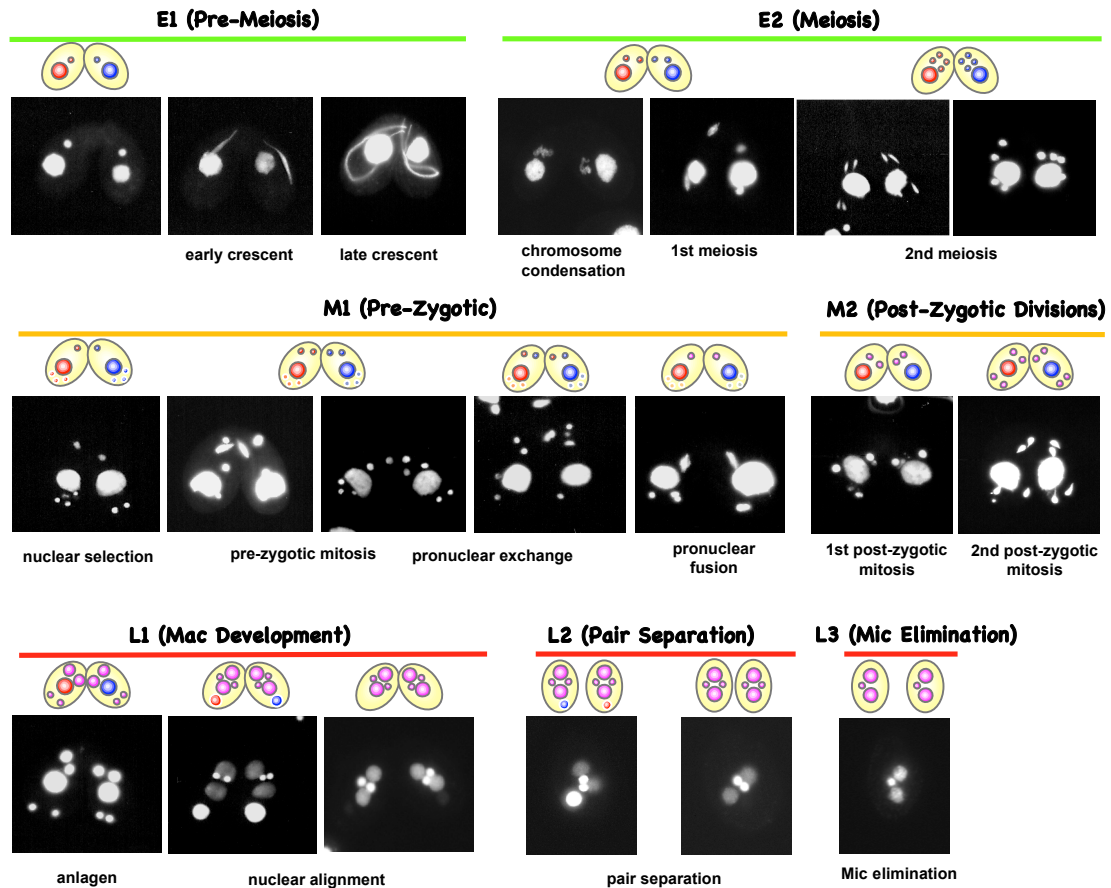 E1 (Pre-Meiosis)
E2 (Meiosis)
early crescent
late crescent
chromosome
condensation
1st meiosis
2nd meiosis
M1 (Pre-Zygotic)
M2 (Post-Zygotic Divisions)
nuclear selection
pre-zygotic mitosis
pronuclear exchange
pronuclear
fusion
1st post-zygotic
mitosis
2nd post-zygotic
mitosis
L1 (Mac Development)
L2 (Pair Separation)
L3 (Mic Elimination)
anlagen
nuclear alignment
pair separation
Mic elimination